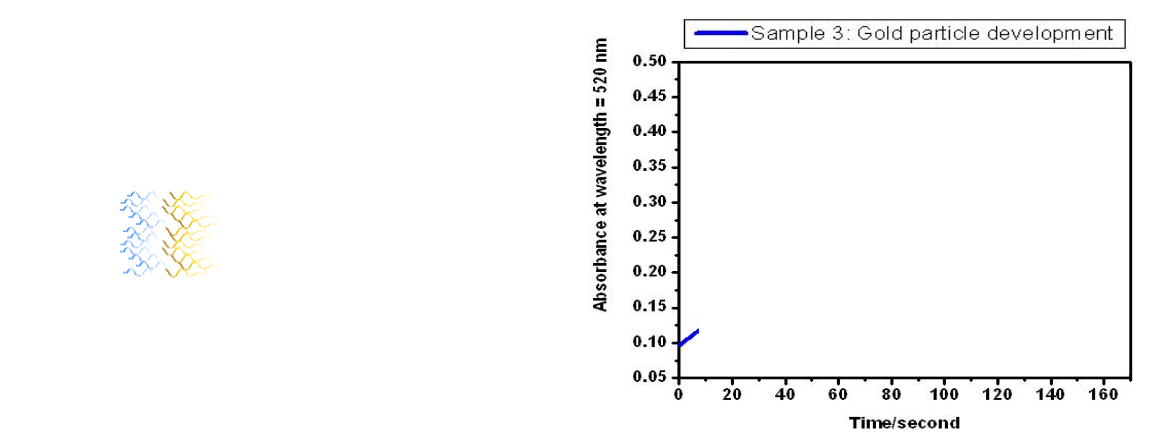 Sample 3: Gold particle development
Absorbance at wavelength = 520 nm
0.50
0.45
0.40
0.35
0.30
0.25
0.20
0.15
0.10
0.05
0 20 40 60 80 100 120 140 160
Time/second